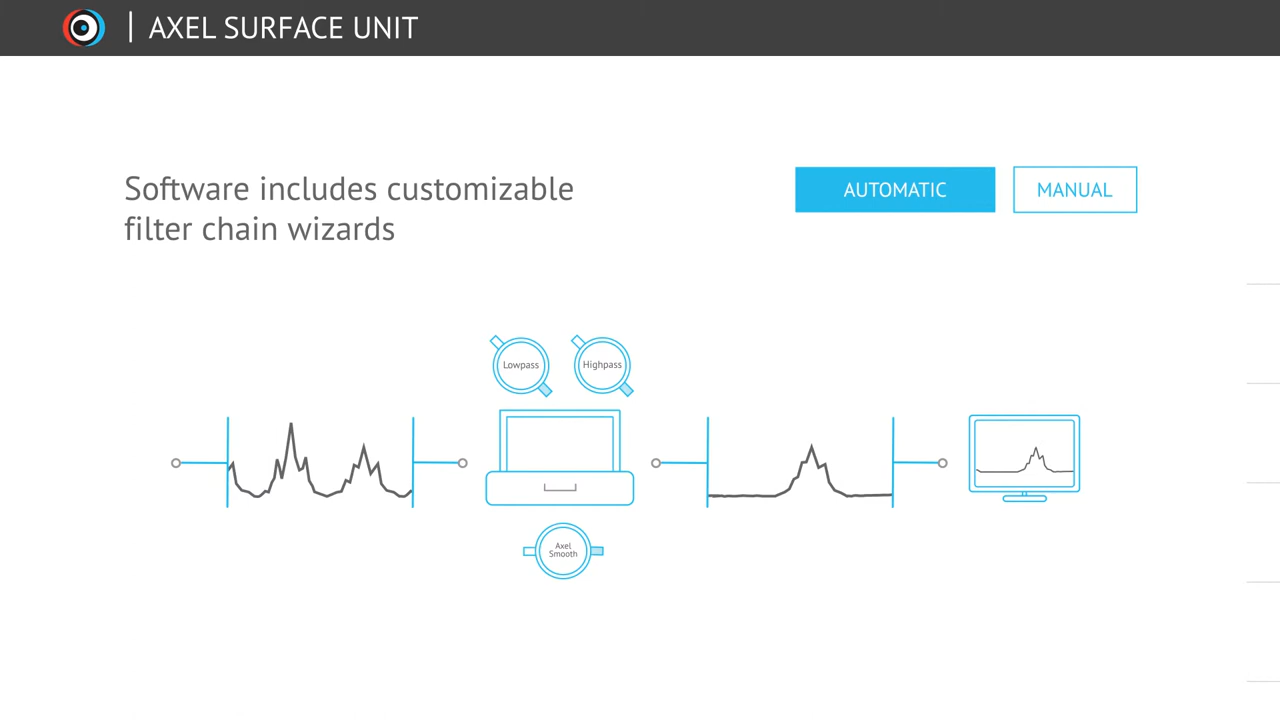 AXEL SURFACE UNIT
Software includes customizable
filter chain wizards
AUTOMATIC
MANUAL
Lowpass
Highpass
Axel
Smooth